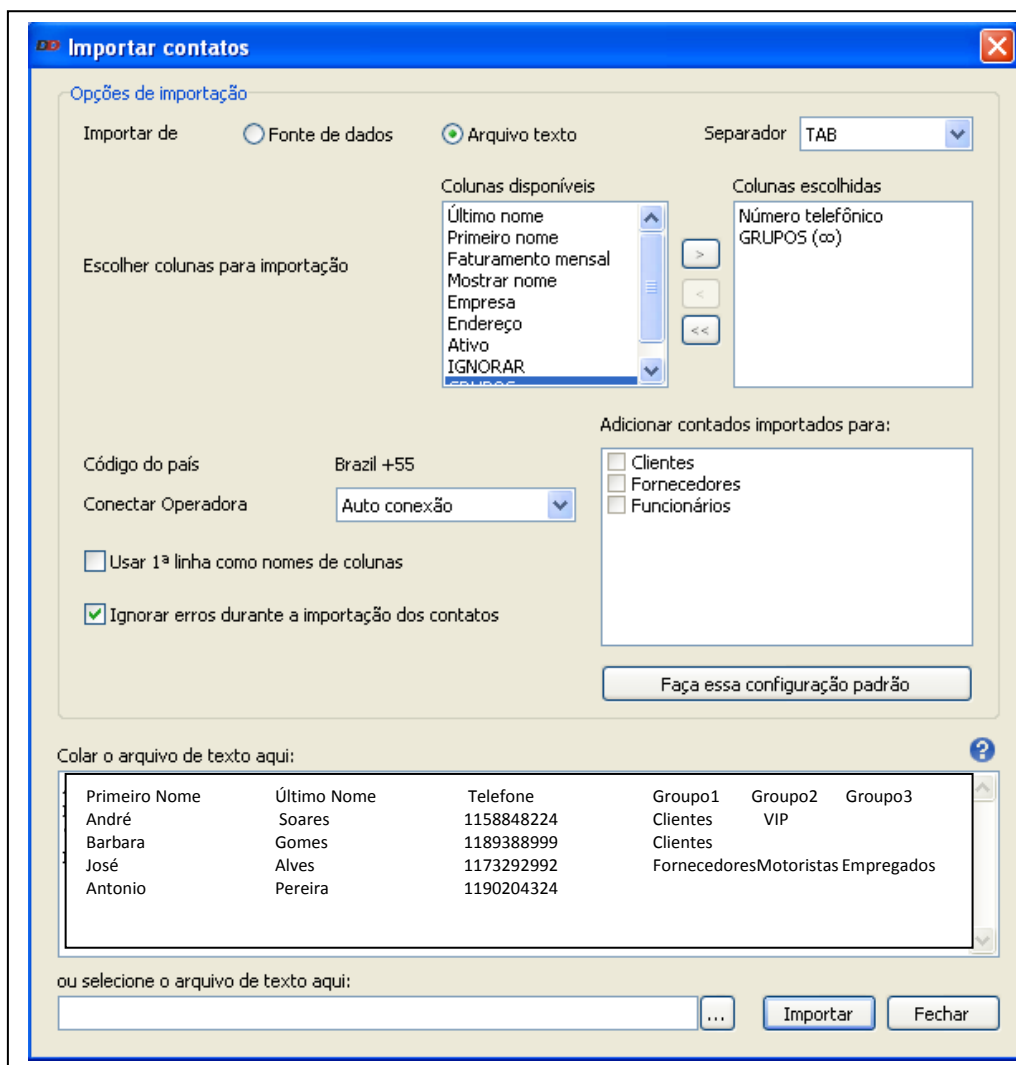 DD Importar contatos
Opções de importação
Importar de Fonte de dados Arquivo texto Separador TAB
Colunas disponíveis Colunas escolhidas
Último nome Número telefônico
Primeiro nome GRUPOS (∞)
Faturamento mensal >
Escolher colunas para importação
Mostrar nome
Empresa <
Endereço
Ativo <<
IGNORAR
GRUPOS
Adicionar contados importados para:
Código do país Brazil +55 Clientes
Fornecedores
Conectar Operadora Auto conexão Funcionários
Usar 1ª linha como nomes de colunas
Ignorar erros durante a importação dos contatos
Faça essa configuração padrão
Colar o arquivo de texto aqui: ?
Primeiro Nome Último Nome Telefone Groupo1 Groupo2 Groupo3
André Soares 1158848224 Clientes VIP
Barbara Gomes 1189388999 Clientes
José Alves 1173292992 FornecedoresMotoristas Empregados
Antonio Pereira 1190204324
ou selecione o arquivo de texto aqui:
... Importar Fechar